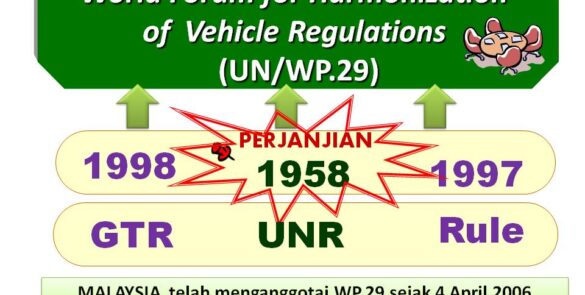 World Forum for Harmonization
of Vehicle Regulations
(UN/WP.29)
PERJANJIAN
1998 1958 1997
GTR UNR Rule
MALAYSIA telah menganggotai WP.29 sejak 4 April 2006